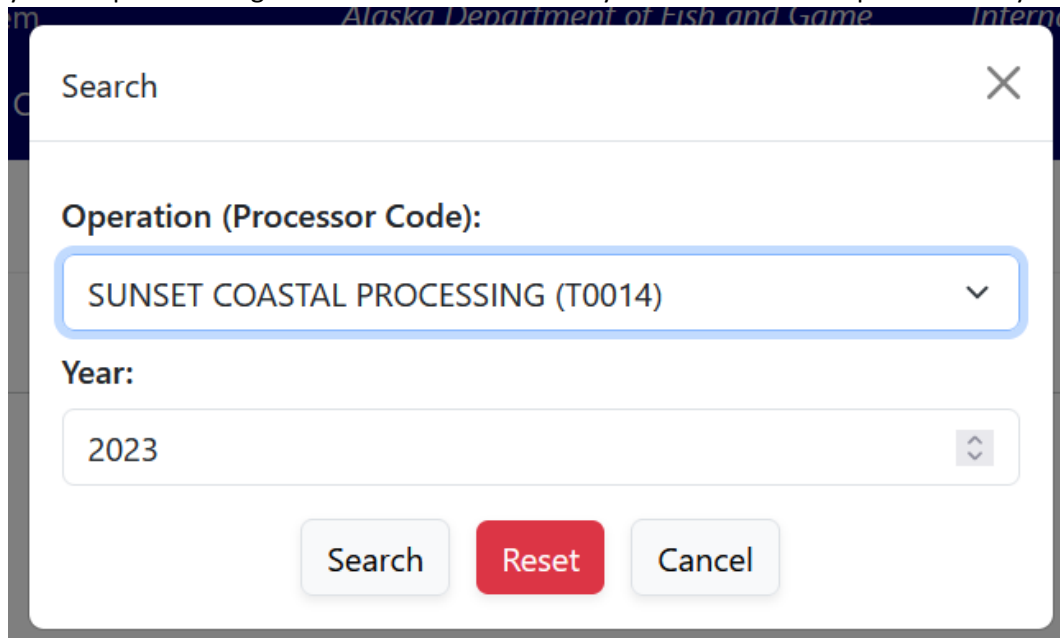 Alaska Department of Fish and Game
Search
Operation (Processor Code):
SUNSET COASTAL PROCESSING (T0014)
Year:
2023
Search Reset Cancel